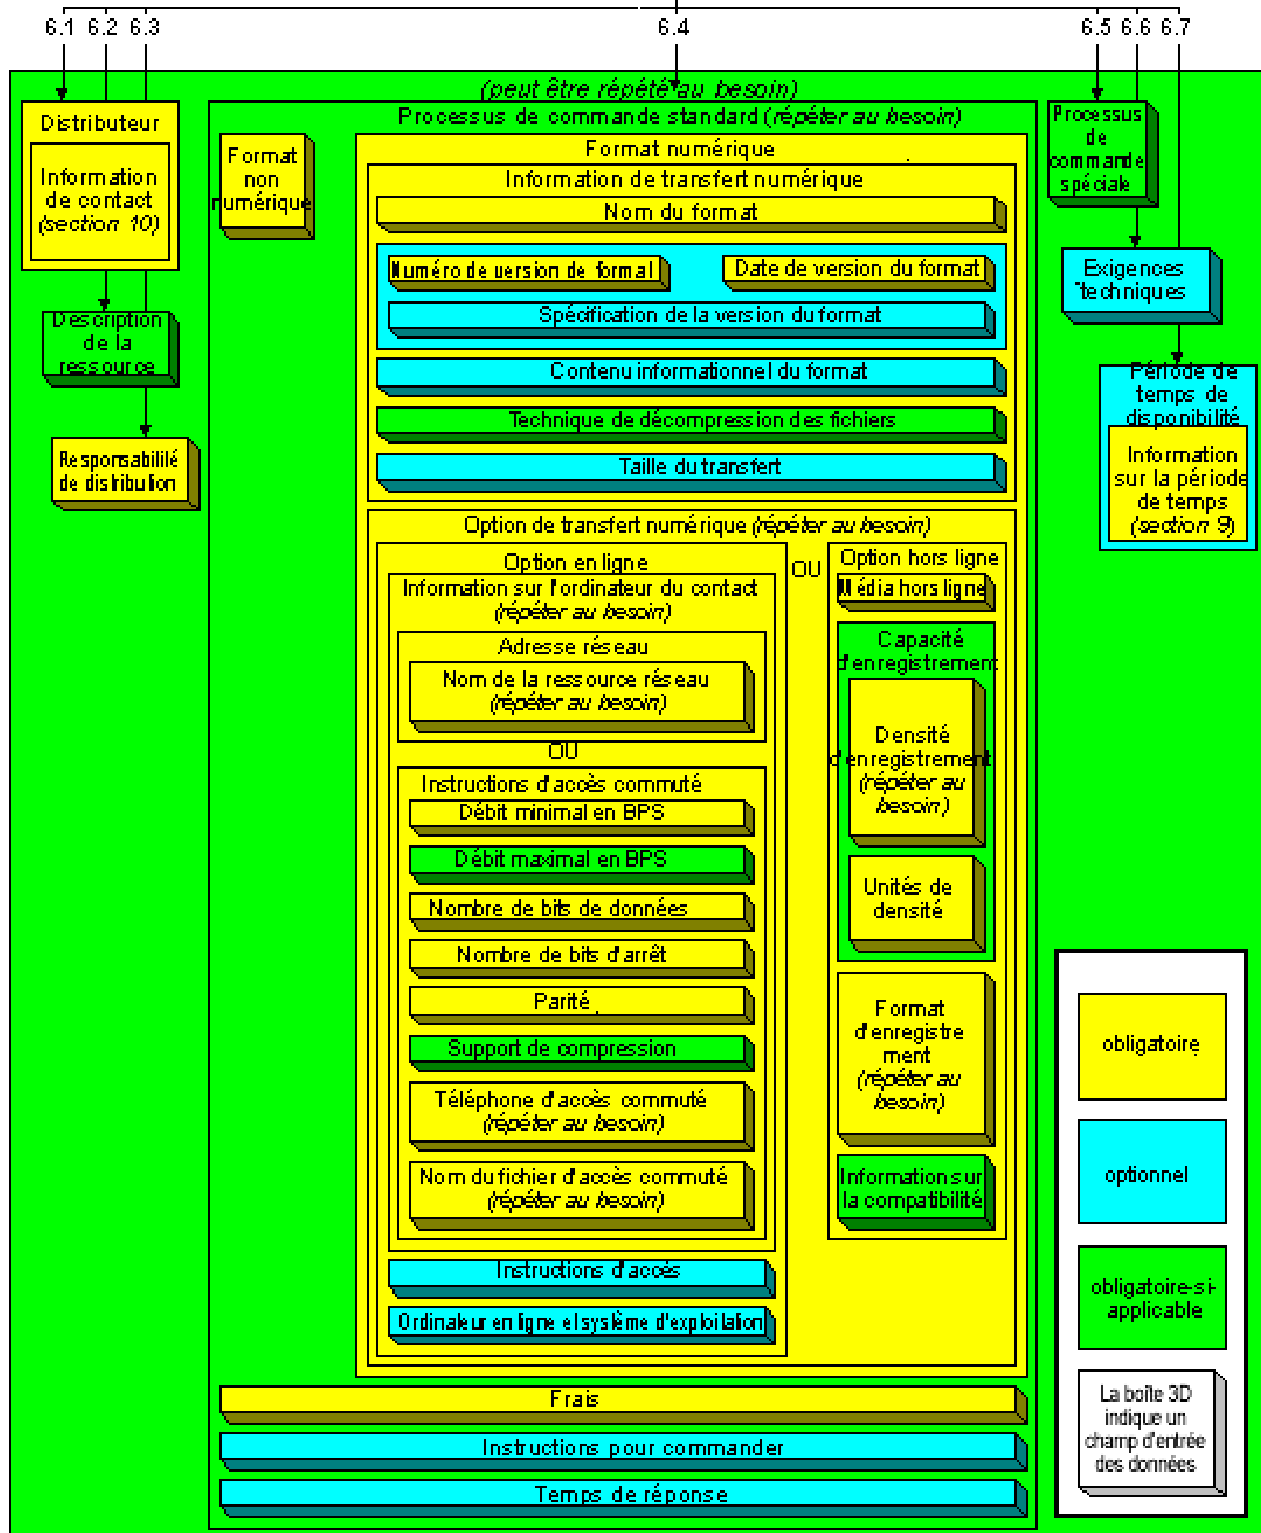 6.1 6.2 6.3 6.4 6.5 6.6 6.7
(peut être répété au besoin)
Distributeur
Information
de contact
(section 10)
Description
de la
ressource
Responsabililé
de distribution
Processus de commande standard (répéter au besoin)
Format
non
numérique
Format numérique
Information de transfert numérique
Nom du format
Numéro de version de formal
Date de version du format
Spécification de la version du format
Contenu informationnel du format
Technique de décompression des fichiers
Taille du transfert
Option de transfert numérique (répéter au besoin)
Option en ligne
Information sur l'ordinateur du contact
(répéter au besoin)
Adresse réseau
Nom de la ressource réseau
(répéter au besoin)
OU
Instructions d'accès commuté
Débit minimal en BPS
Débit maximal en BPS
Nombre de bits de données
Nombre de bits d'arrêt
Parité
Support de compression
Téléphone d'accès commuté
(répéter au besoin)
Nom du fichier d'accès commuté
(répéter au besoin)
Instructions d'accès
Ordinateur en ligne el système d'exploilation
OU
Option hors ligne
Média hors ligne
Capacité
d'enregistrement
Densité
d'enregistrement
(répéter au
besoin)
Unités de
densité
Format
d'enregistre
ment
(répéter au
besoin)
Informations sur
la compatibilité
Frais
Instructions pour commander
Temps de réponse
Processus
de
commande
spéciale
Exigences
techniques
Période de
temps de
disponibilité
Information
sur la période
de temps
(section 9)
obligatoire
optionnel
obligatoire-si-
applicable
La boîte 3D
indique un
champ d'entrée
des données